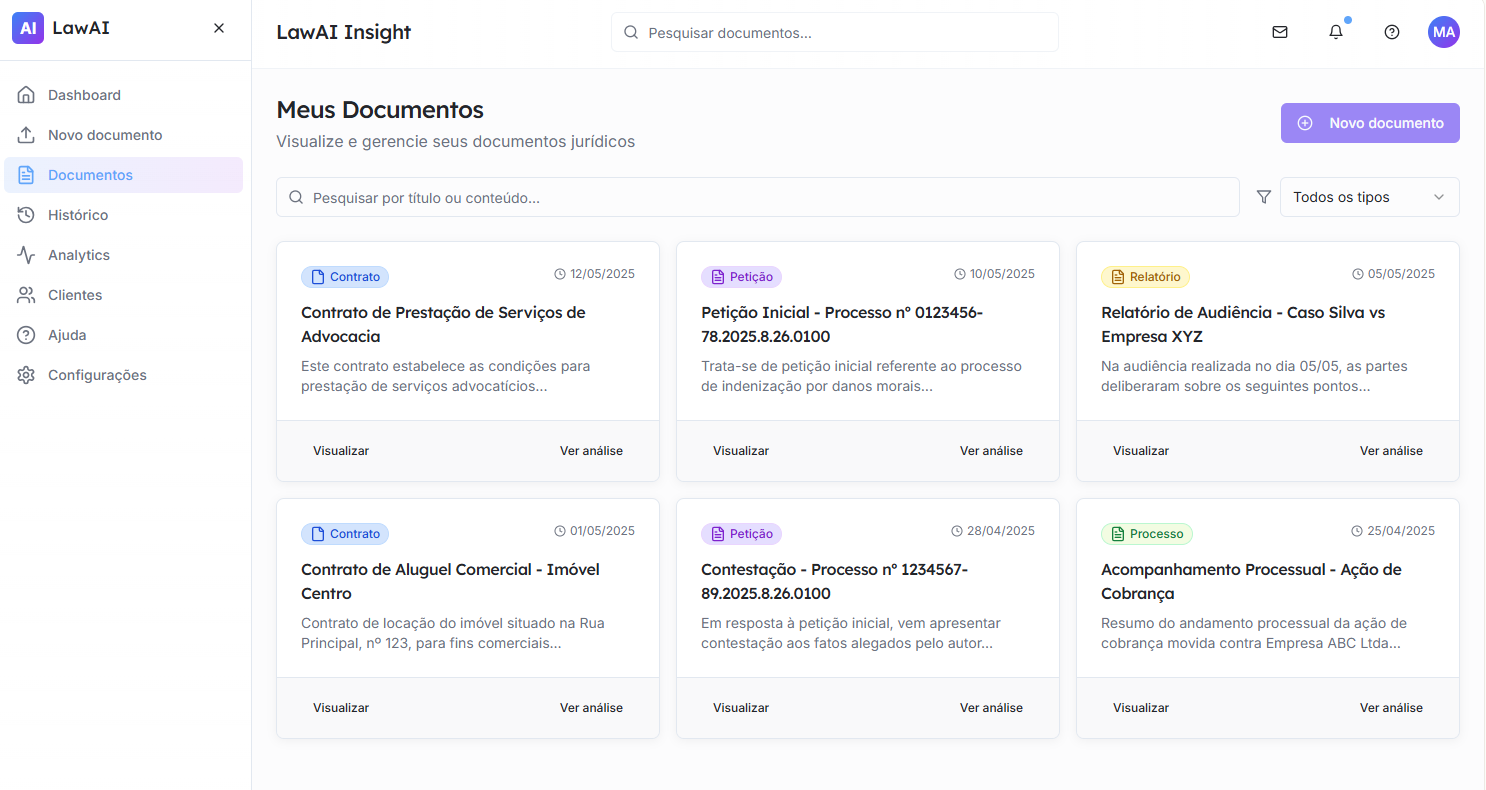 AI LawAI
LawAI Insight
Pesquisar documentos...
MA
Dashboard
Novo documento
Documentos
Histórico
Analytics
Clientes
Ajuda
Configurações
Meus Documentos
Visualize e gerencie seus documentos jurídicos
Novo documento
Pesquisar por título ou conteúdo...
Todos os tipos
Contrato
12/05/2025
Contrato de Prestação de Serviços de
Advocacia
Este contrato estabelece as condições para
prestação de serviços advocatícios...
Visualizar
Ver análise
Petição
10/05/2025
Petição Inicial - Processo nº 0123456-
78.2025.8.26.0100
Trata-se de petição inicial referente ao processo
de indenização por danos morais...
Visualizar
Ver análise
Relatório
05/05/2025
Relatório de Audiência - Caso Silva vs
Empresa XYZ
Na audiência realizada no dia 05/05, as partes
deliberaram sobre os seguintes pontos...
Visualizar
Ver análise
Contrato
01/05/2025
Contrato de Aluguel Comercial - Imóvel
Centro
Contrato de locação do imóvel situado na Rua
Principal, nº 123, para fins comerciais...
Visualizar
Ver análise
Petição
28/04/2025
Contestação - Processo nº 1234567-
89.2025.8.26.0100
Em resposta à petição inicial, vem apresentar
contestação aos fatos alegados pelo autor...
Visualizar
Ver análise
Processo
25/04/2025
Acompanhamento Processual - Ação de
Cobrança
Resumo do andamento processual da ação de
cobrança movida contra Empresa ABC Ltda...
Visualizar
Ver análise